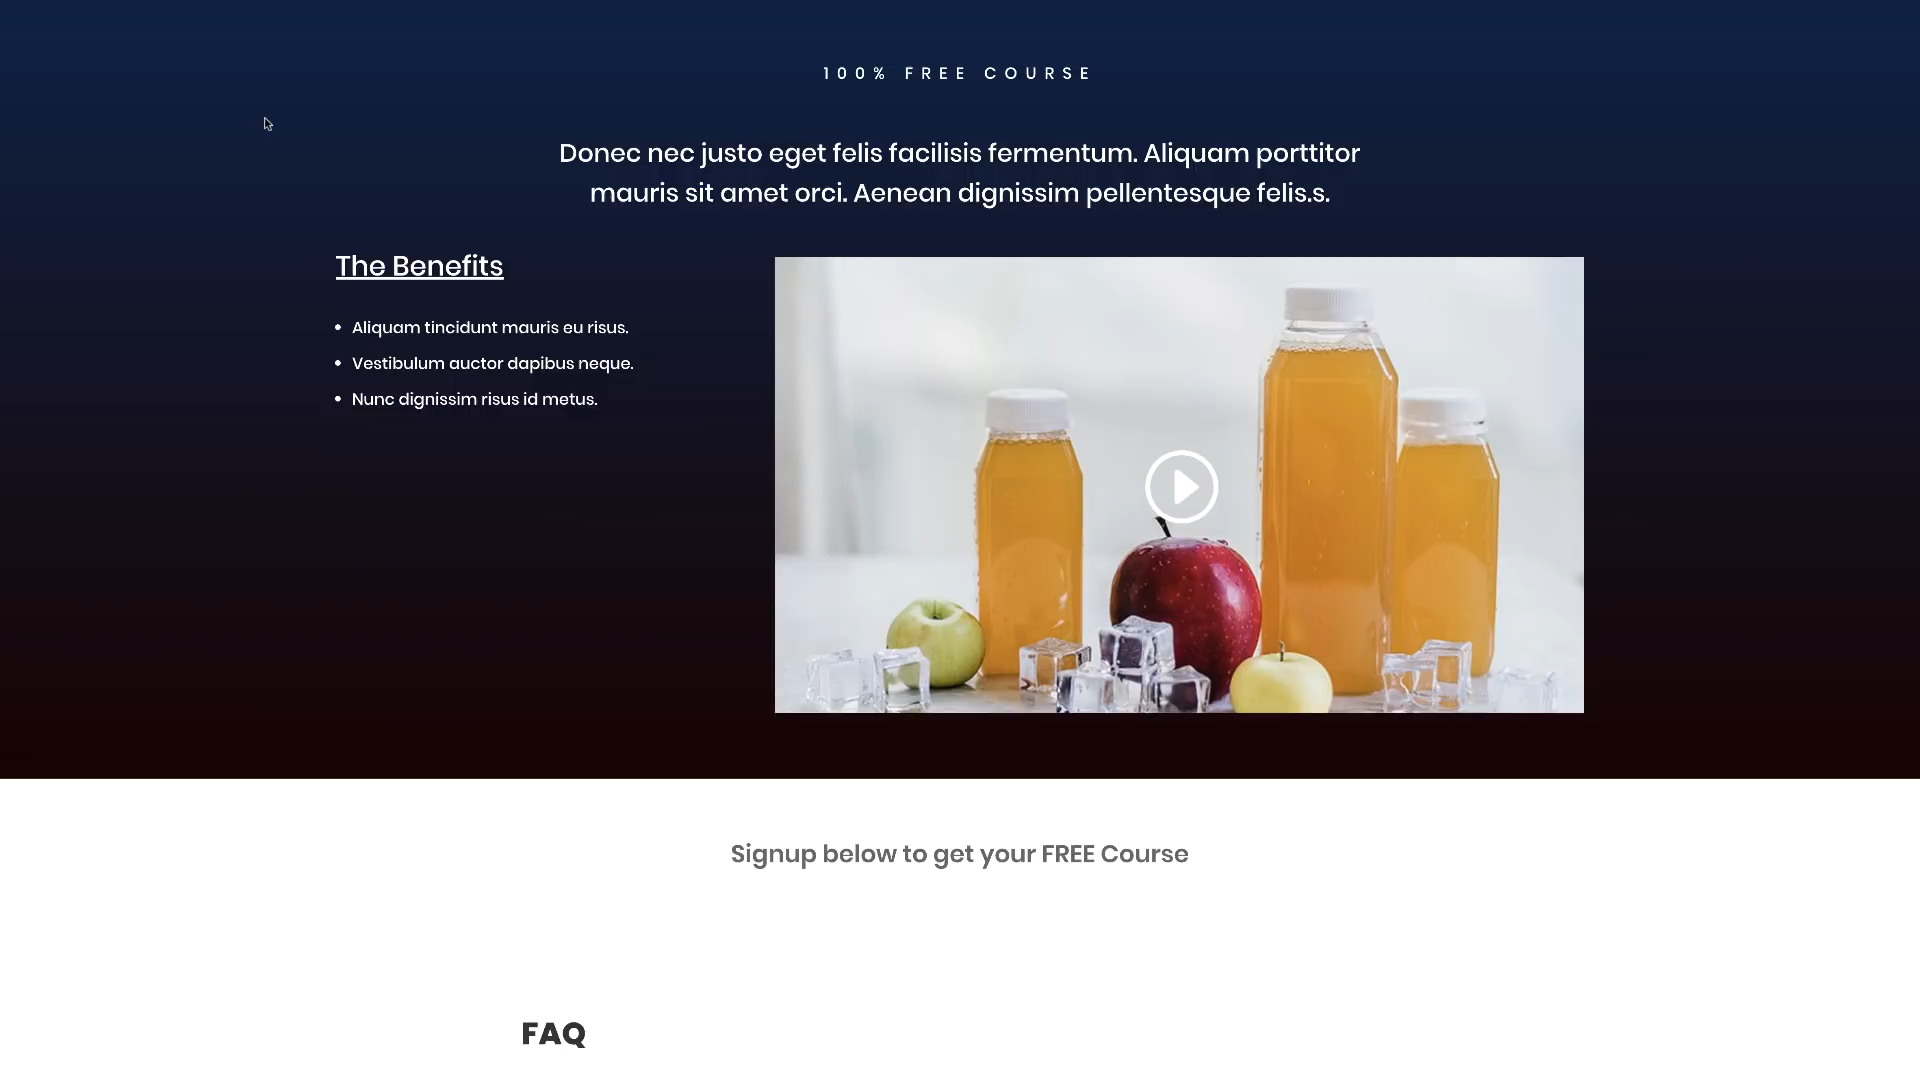 100% FREE COURSE
Donec nec justo eget felis facilisis fermentum. Aliquam porttitor
mauris sit amet orci. Aenean dignissim pellentesque felis.s.
The Benefits
• Aliquam tincidunt mauris eu risus.
• Vestibulum auctor dapibus neque.
• Nunc dignissim risus id metus.
Signup below to get your FREE Course
FAQ